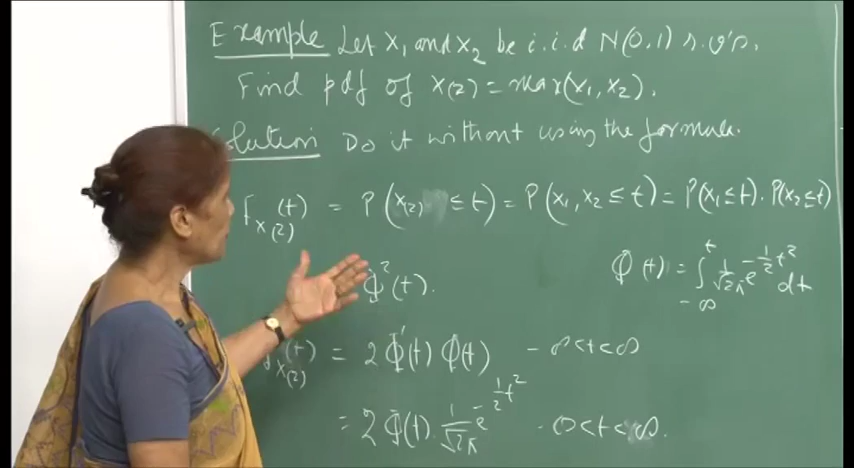 Example Let X₁ and X₂ be i.i.d N(0,1) r.v's.
Find pdf of X(2) = max(X₁, X₂).
Solution Do it without using the formula.
F_X(2) (t) = P(X(2) ≤ t) = P(X₁, X₂ ≤ t) = P(X₁ ≤ t). P(X₂ ≤ t)
Φ²(t). Φ(t) = ∫_{-∞}^{t} 1/√2π e^{-1/2 t²} dt
X(2) (t) = 2 Φ'(t) Φ(t) -∞ < t < ∞
= 2 Φ(t). 1/√2π e^{-1/2 t²} -∞ < t < ∞.